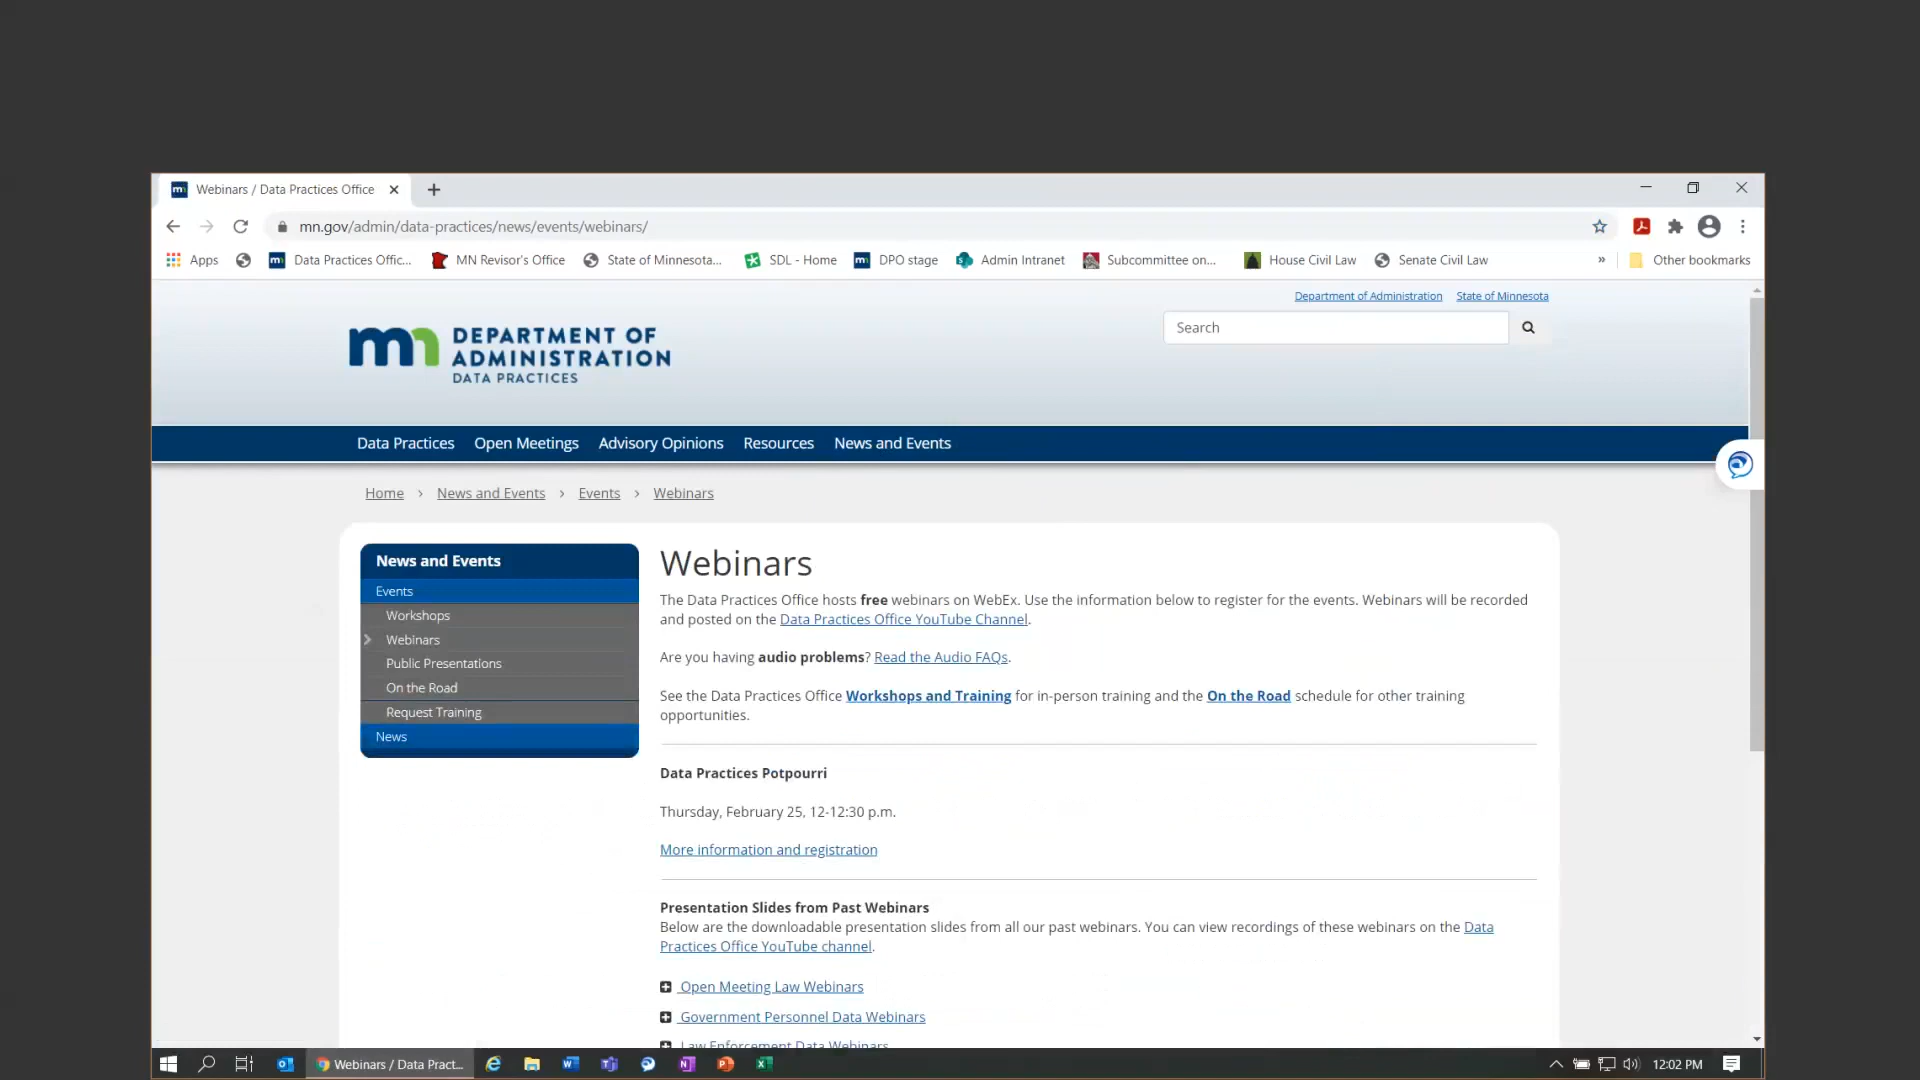 Webinars / Data Practices Office
mn.gov/admin/data-practices/news/events/webinars/
Apps Data Practices Offic... MN Revisor's Office State of Minnesota... SDL - Home DPO stage Admin Intranet Subcommittee on... House Civil Law Senate Civil Law » Other bookmarks
Department of Administration State of Minnesota
Search
mn DEPARTMENT OF
ADMINISTRATION
DATA PRACTICES
Data Practices Open Meetings Advisory Opinions Resources News and Events
Home > News and Events > Events > Webinars
News and Events
Events
Workshops
Webinars
Public Presentations
On the Road
Request Training
News
Webinars
The Data Practices Office hosts free webinars on WebEx. Use the information below to register for the events. Webinars will be recorded
and posted on the Data Practices Office YouTube Channel.
Are you having audio problems? Read the Audio FAQs.
See the Data Practices Office Workshops and Training for in-person training and the On the Road schedule for other training
opportunities.
Data Practices Potpourri
Thursday, February 25, 12-12:30 p.m.
More information and registration
Presentation Slides from Past Webinars
Below are the downloadable presentation slides from all our past webinars. You can view recordings of these webinars on the Data
Practices Office YouTube channel.
Open Meeting Law Webinars
Government Personnel Data Webinars
Law Enforcement Data Webinars
Webinars / Data Pract... 12:02 PM